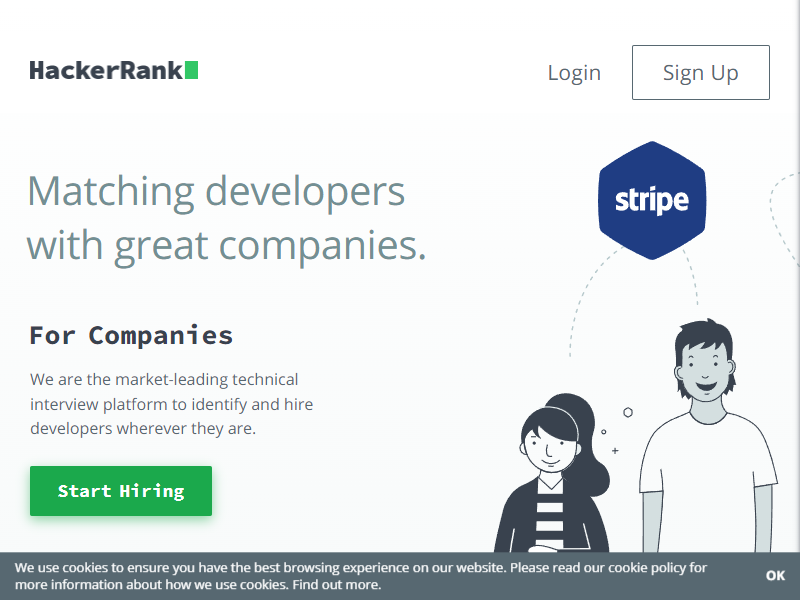 HackerRank
Login
Sign Up
stripe
Matching developers
with great companies.
For Companies
We are the market-leading technical
interview platform to identify and hire
developers wherever they are.
Start Hiring
We use cookies to ensure you have the best browsing experience on our website. Please read our cookie policy for
more information about how we use cookies. Find out more.
OK